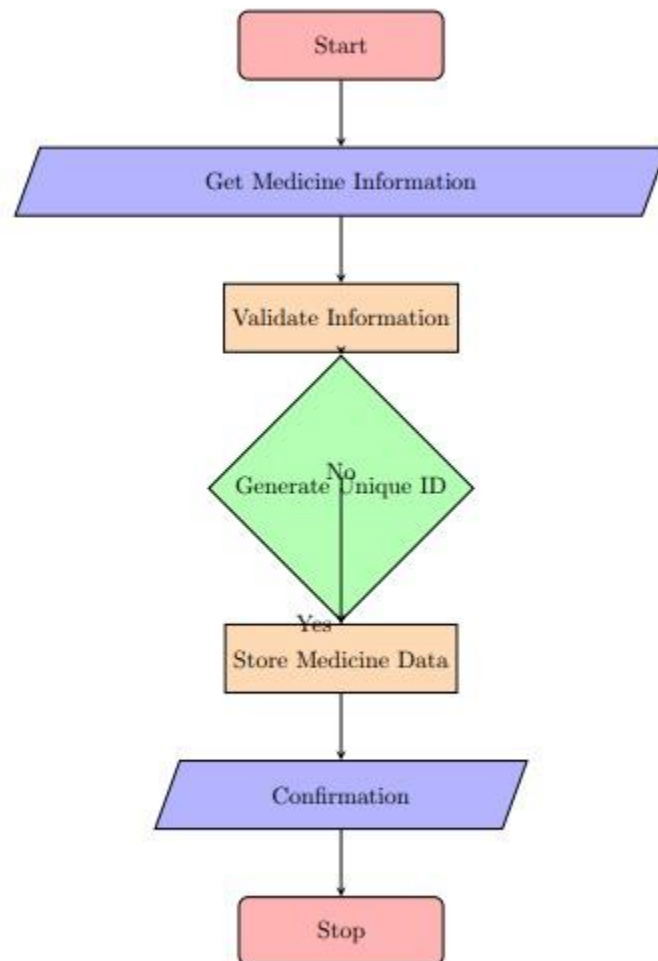 Start
Get Medicine Information
Validate Information
No
Generate Unique ID
Yes
Store Medicine Data
Confirmation
Stop